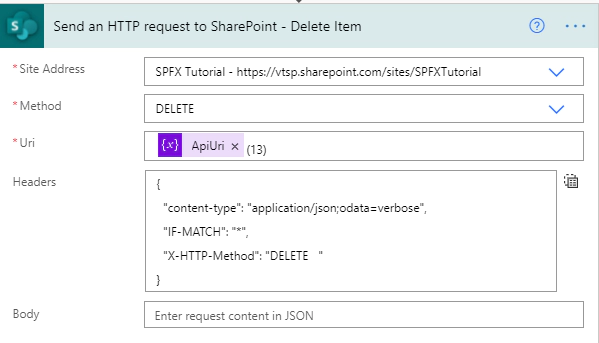 Send an HTTP request to SharePoint - Delete Item
* Site Address
SPFX Tutorial - https://vtsp.sharepoint.com/sites/SPFXTutorial
* Method
DELETE
* Uri
{x} ApiUri × (13)
Headers
{
"content-type": "application/json;odata=verbose",
"IF-MATCH": "*",
"X-HTTP-Method": "DELETE   "
}
Body
Enter request content in JSON